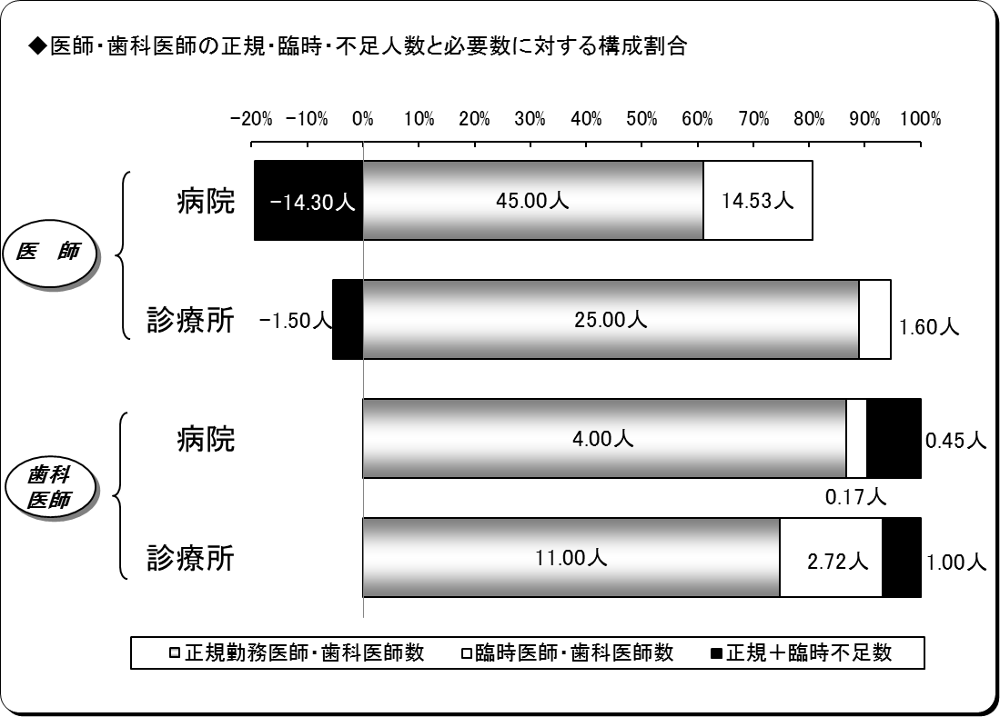 ◆医師・歯科医師の正規・臨時・不足人数と必要数に対する構成割合
-20% -10% 0% 10% 20% 30% 40% 50% 60% 70% 80% 90% 100%
医 師
病院
-14.30人 45.00人 14.53人
診療所
-1.50人 25.00人 1.60人
歯科
医師
病院
4.00人 0.45人
0.17人
診療所
11.00人 2.72人 1.00人
正規勤務医師・歯科医師数 臨時医師・歯科医師数 正規＋臨時不足数